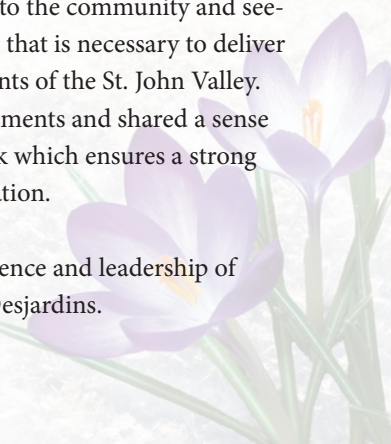 to the community and see-
that is necessary to deliver
nts of the St. John Valley.
ments and shared a sense
k which ensures a strong
ation.
ence and leadership of
esjardins.